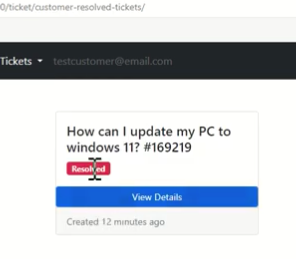 0/ticket/customer-resolved-tickets/
Tickets testcustomer@email.com
How can I update my PC to
windows 11? #169219
Resolved
View Details
Created 12 minutes ago